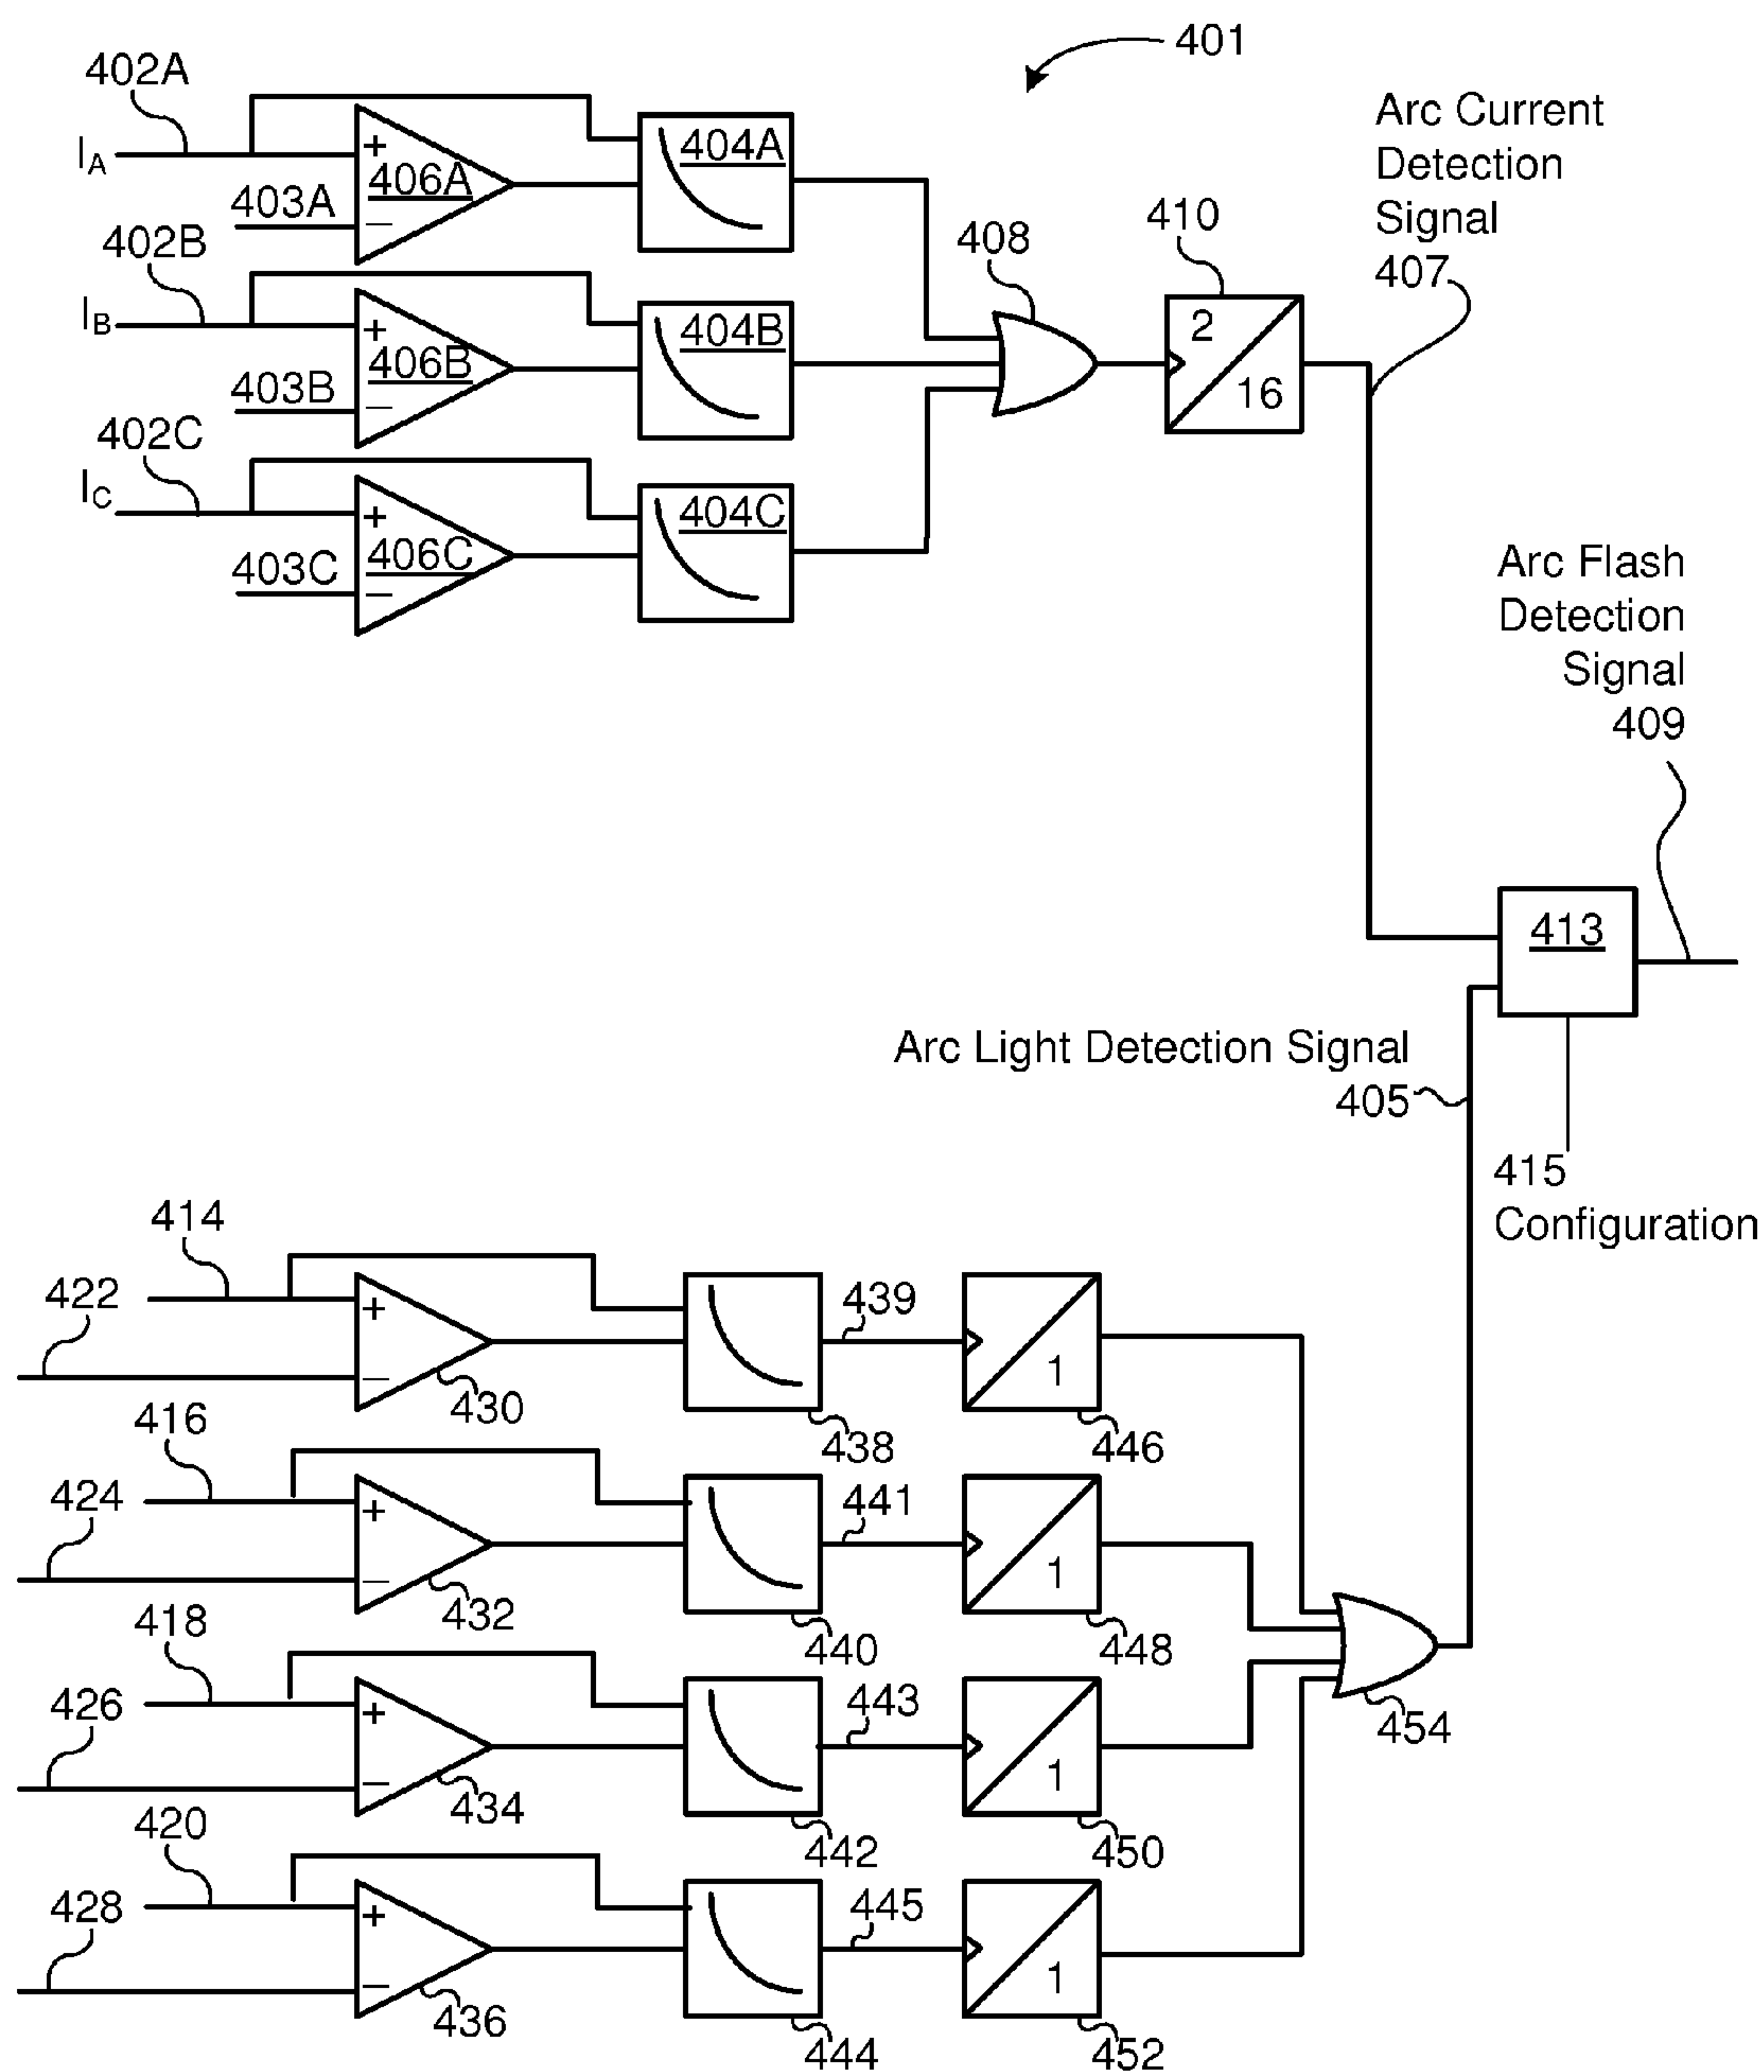 401
402A
I_A
+
406A
403A
−
404A
Arc Current
Detection
Signal
407
402B
I_B
+
406B
403B
−
404B
408
410
2
16
402C
I_C
+
406C
403C
−
404C
Arc Flash
Detection
Signal
409
413
Arc Light Detection Signal
405
415
Configuration
414
422
+
−
430
438
439
1
446
416
424
+
−
432
440
441
1
448
418
426
+
−
434
442
443
1
450
454
420
428
+
−
436
444
445
1
452